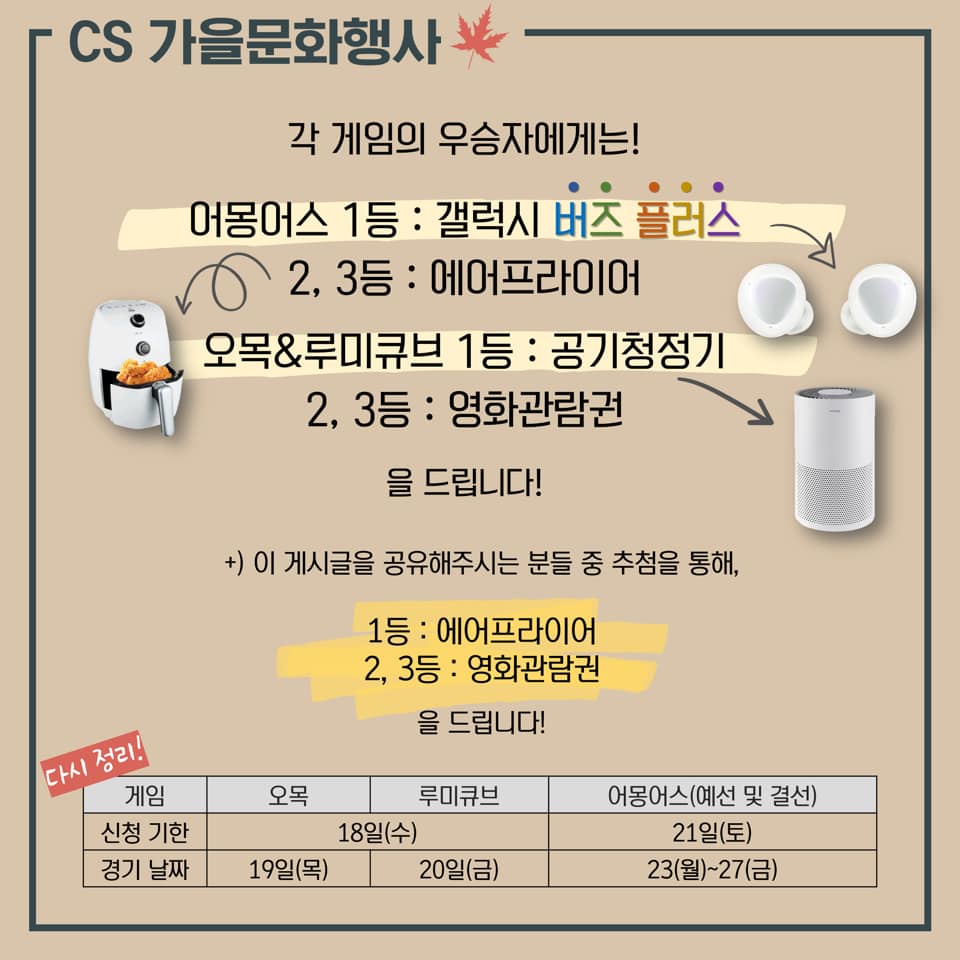 CS 가을문화행사
각 게임의 우승자에게는!
어몽어스 1등 : 갤럭시 버즈 플러스
2, 3등 : 에어프라이어
오목&루미큐브 1등 : 공기청정기
2, 3등 : 영화관람권
을 드립니다!
+) 이 게시글을 공유해주시는 분들 중 추첨을 통해,
1등 : 에어프라이어
2, 3등 : 영화관람권
을 드립니다!
다시 정리!
게임 오목 루미큐브 어몽어스(예선 및 결선)
신청 기한 18일(수) 21일(토)
경기 날짜 19일(목) 20일(금) 23(월)~27(금)